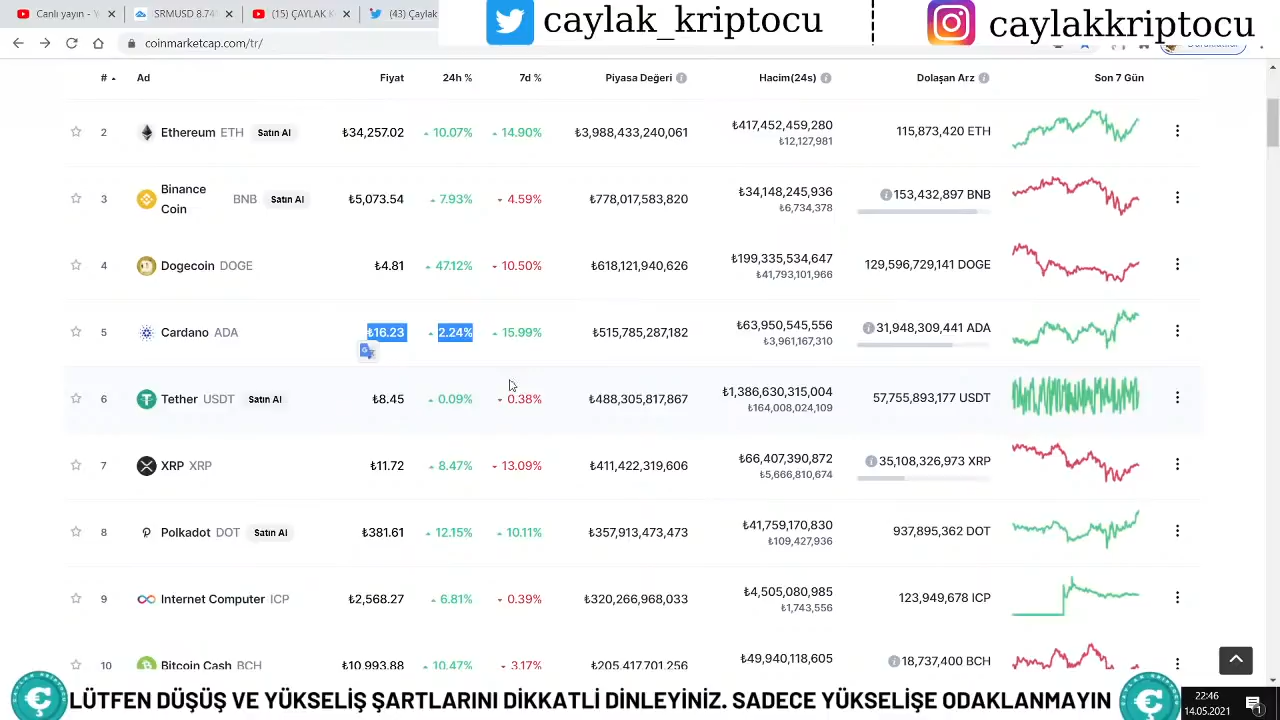 Canlı yayın - Y
SRMUSD 8.74
15) ÇAYLAK K
(43) Çaylak
caylak_kriptocu
caylakkriptocu
coinmarketcap.com/tr/
# Ad Fiyat 24h % 7d % Piyasa Değeri Hacim(24s) Dolaşan Arz Son 7 Gün
2 Ethereum ETH Satın Al ₺34,257.02 10.07% 14.90% ₺3,988,433,240,061 ₺417,452,459,280 115,873,420 ETH
₺12,127,981
3 Binance Coin BNB Satın Al ₺5,073.54 7.93% 4.59% ₺778,017,583,820 ₺34,148,245,936 153,432,897 BNB
₺6,734,378
4 Dogecoin DOGE ₺4.81 47.12% 10.50% ₺618,121,940,626 ₺199,335,534,647 129,596,729,141 DOGE
₺41,793,101,966
5 Cardano ADA ₺16.23 2.24% 15.99% ₺515,785,287,182 ₺63,950,545,556 31,948,309,441 ADA
₺3,961,167,310
6 Tether USDT Satın Al ₺8.45 0.09% 0.38% ₺488,305,817,867 ₺1,386,630,315,004 57,755,893,177 USDT
₺164,008,024,109
7 XRP XRP ₺11.72 8.47% 13.09% ₺411,422,319,606 ₺66,407,390,872 35,108,326,973 XRP
₺5,666,810,674
8 Polkadot DOT Satın Al ₺381.61 12.15% 10.11% ₺357,913,473,473 ₺41,759,170,830 937,895,362 DOT
₺109,427,936
9 Internet Computer ICP 6.81% 0.39% ₺320,266,968,033 ₺4,505,080,985 123,949,678 ICP
₺1,743,556
10 Bitcoin Cash BCH ₺10,993.88 10.47% 3.17% ₺205,417,701,256 ₺49,940,118,605 18,737,400 BCH
LÜTFEN DÜŞÜŞ VE YÜKSELİŞ ŞARTLARINI DİKKATLİ DİNLEYİNİZ. SADECE YÜKSELİŞE ODAKLANMAYIN
22:46
14.05.2021
1